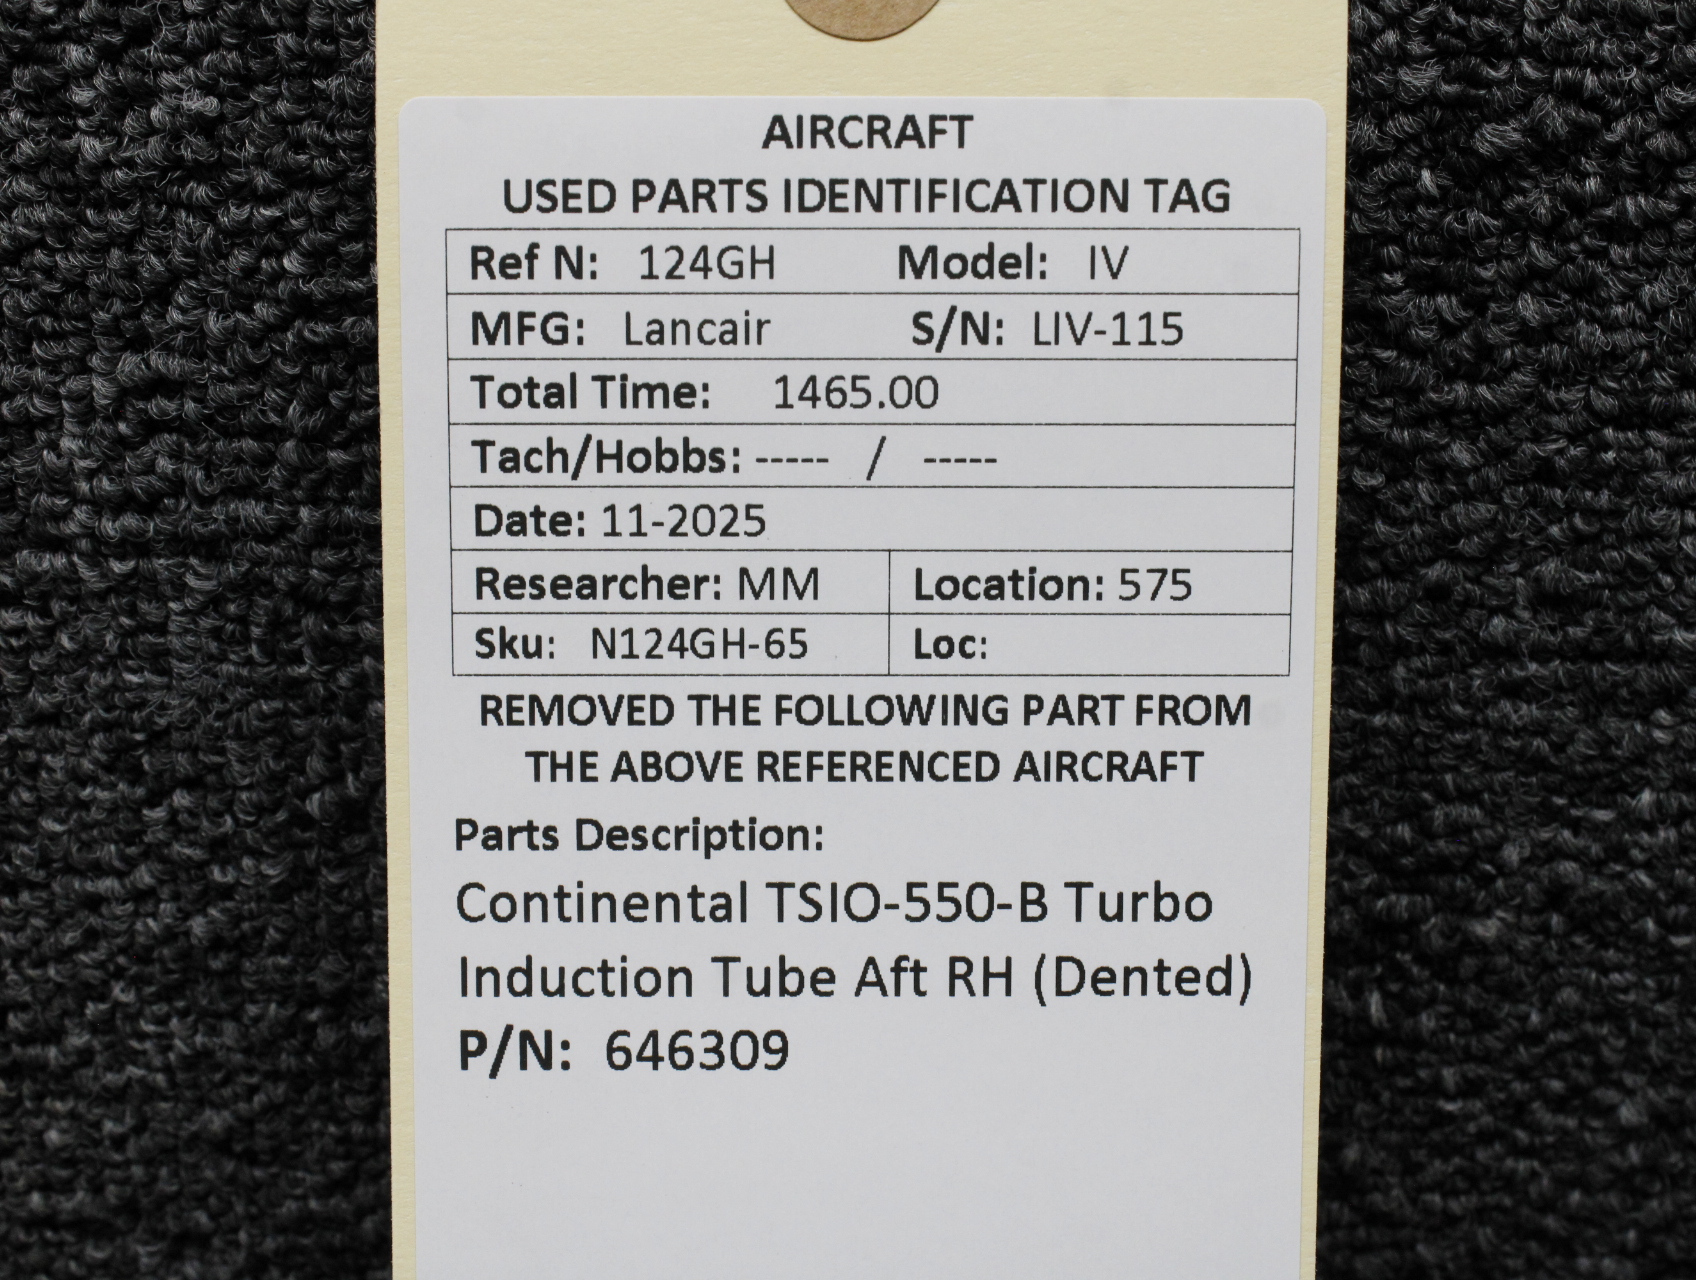 AIRCRAFT
USED PARTS IDENTIFICATION TAG
Ref N: 124GH Model: IV
MFG: Lancair S/N: LIV-115
Total Time: 1465.00
Tach/Hobbs: ----- / -----
Date: 11-2025
Researcher: MM Location: 575
Sku: N124GH-65 Loc:
REMOVED THE FOLLOWING PART FROM
THE ABOVE REFERENCED AIRCRAFT
Parts Description:
Continental TSIO-550-B Turbo
Induction Tube Aft RH (Dented)
P/N: 646309